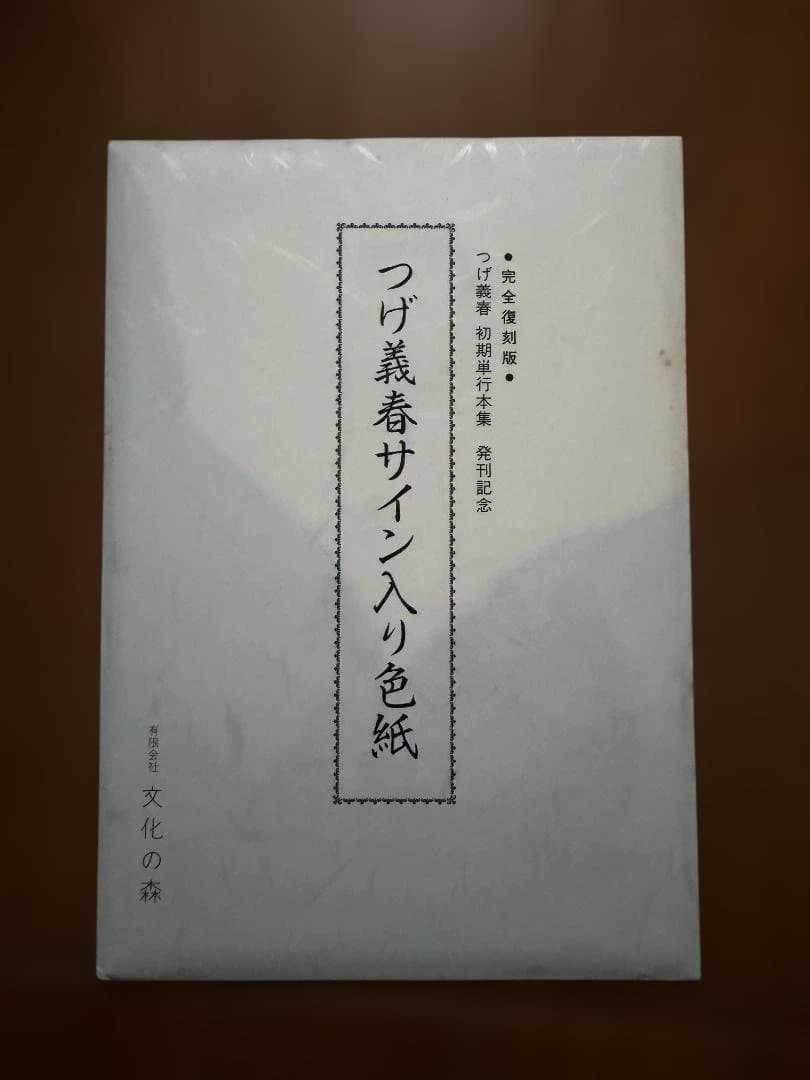 ●完全復刻版●
つげ義春 初期単行本集 発刊記念
つげ義春サイン入り色紙
有限会社 文化の森